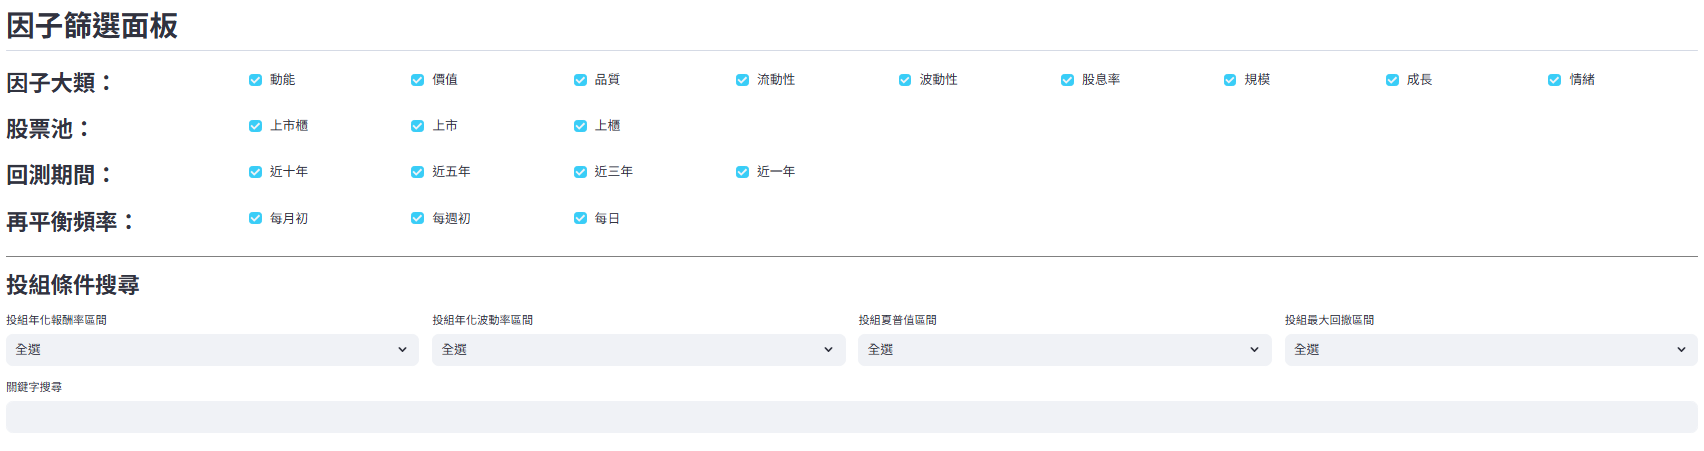 因子篩選面板
因子大類： 動能 價值 品質 流動性 波動性 股息率 規模 成長 情緒
股票池： 上市櫃 上市 上櫃
回測期間： 近十年 近五年 近三年 近一年
再平衡頻率： 每月初 每週初 每日
投組條件搜尋
投組年化報酬率區間 投組年化波動率區間 投組夏普值區間 投組最大回撤區間
全選 全選 全選 全選
關鍵字搜尋